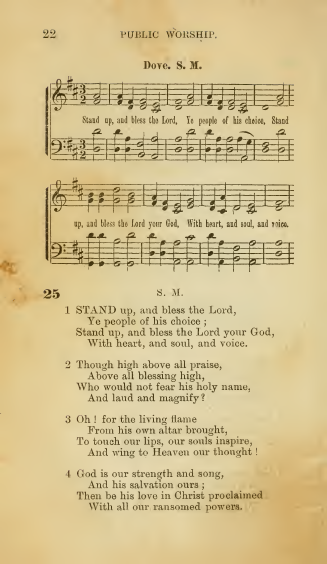 22 PUBLIC WORSHIP.
Dove. S. M.
Stand up, and bless the Lord, Ye people of his choice, Stand
up, and bless the Lord your God, With heart, and soul, and voice.
25 S. M.
1 STAND up, and bless the Lord,
Ye people of his choice ;
Stand up, and bless the Lord your God,
With heart, and soul, and voice.
2 Though high above all praise,
Above all blessing high,
Who would not fear his holy name,
And laud and magnify ?
3 Oh ! for the living flame
From his own altar brought,
To touch our lips, our souls inspire,
And wing to Heaven our thought !
4 God is our strength and song,
And his salvation ours ;
Then be his love in Christ proclaimed
With all our ransomed powers.